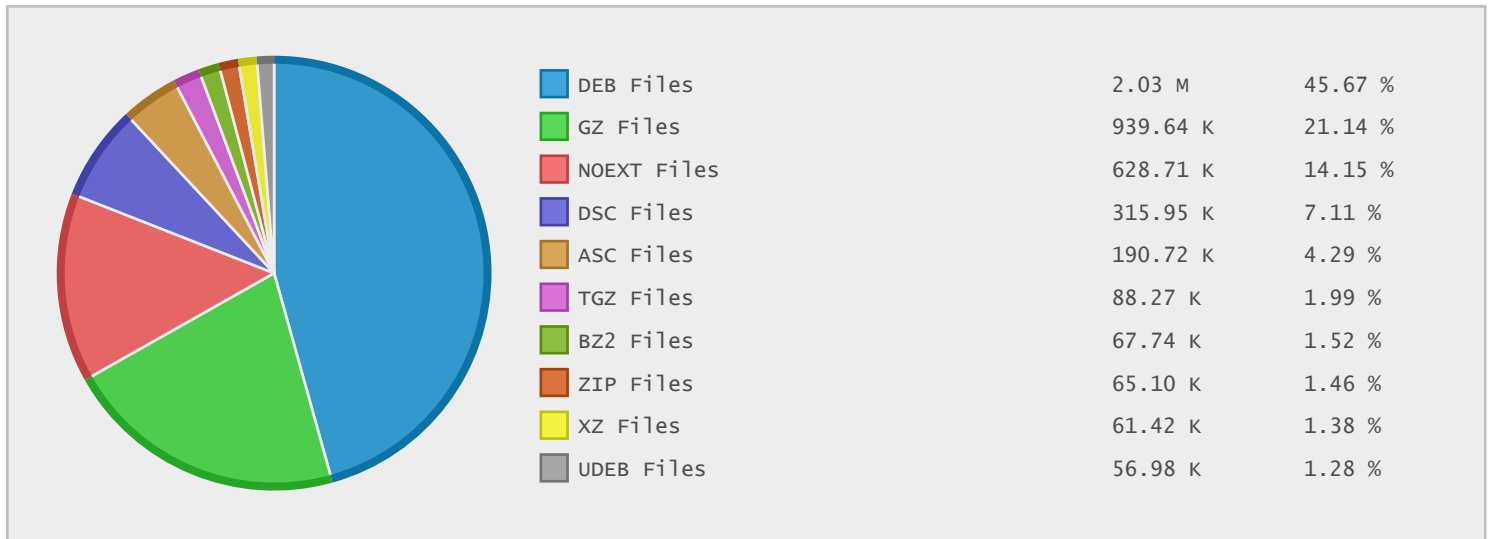 DEB Files 2.03 M 45.67 %
GZ Files 939.64 K 21.14 %
NOEXT Files 628.71 K 14.15 %
DSC Files 315.95 K 7.11 %
ASC Files 190.72 K 4.29 %
TGZ Files 88.27 K 1.99 %
BZ2 Files 67.74 K 1.52 %
ZIP Files 65.10 K 1.46 %
XZ Files 61.42 K 1.38 %
UDEB Files 56.98 K 1.28 %